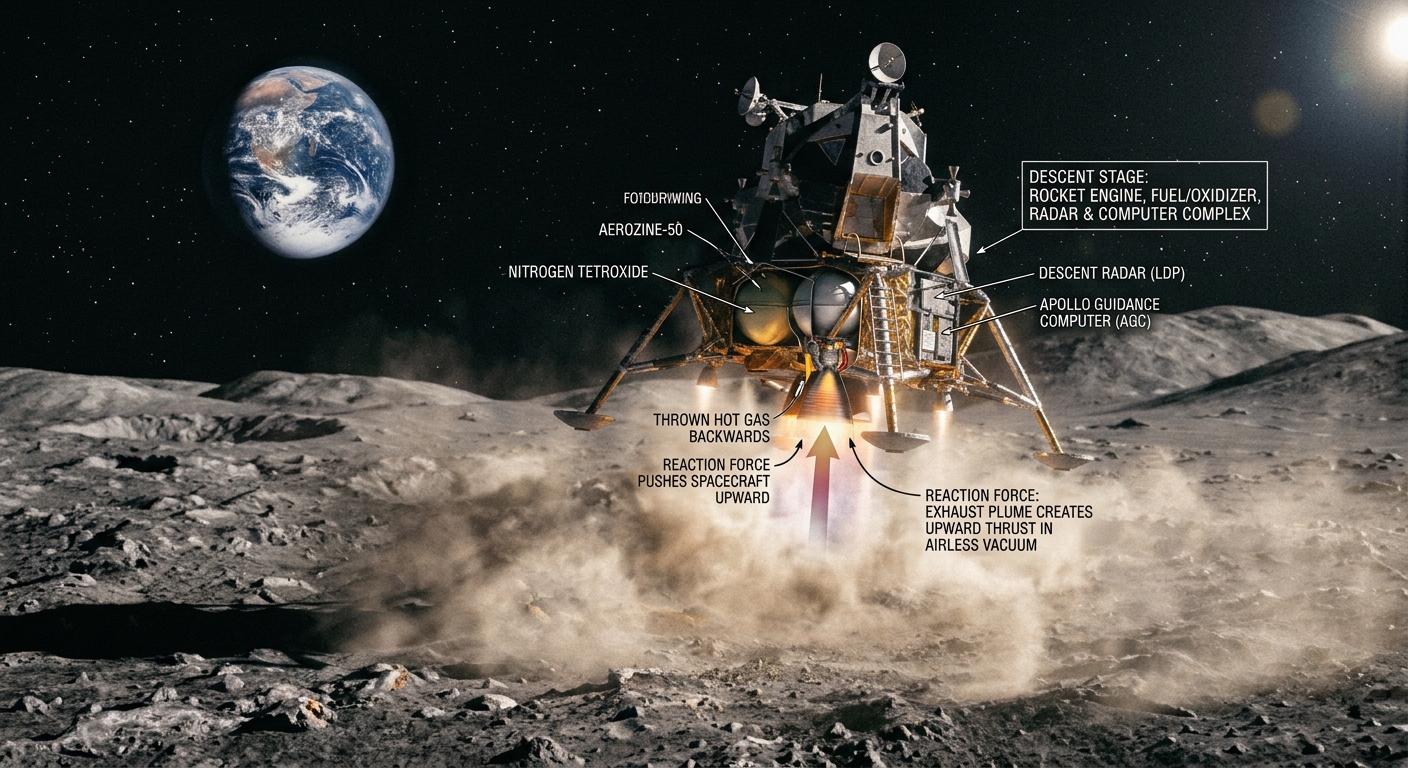 DESCENT STAGE:
ROCKET ENGINE, FUEL/OXIDIZER,
RADAR & COMPUTER COMPLEX
AEROZINE-50
NITROGEN TETROXIDE
DESCENT RADAR (LDP)
APOLLO GUIDANCE
COMPUTER (AGC)
THROWN HOT GAS
BACKWARDS
REACTION FORCE
PUSHES SPACECRAFT
UPWARD
REACTION FORCE:
EXHAUST PLUME CREATES
UPWARD THRUST IN
AIRLESS VACUUM